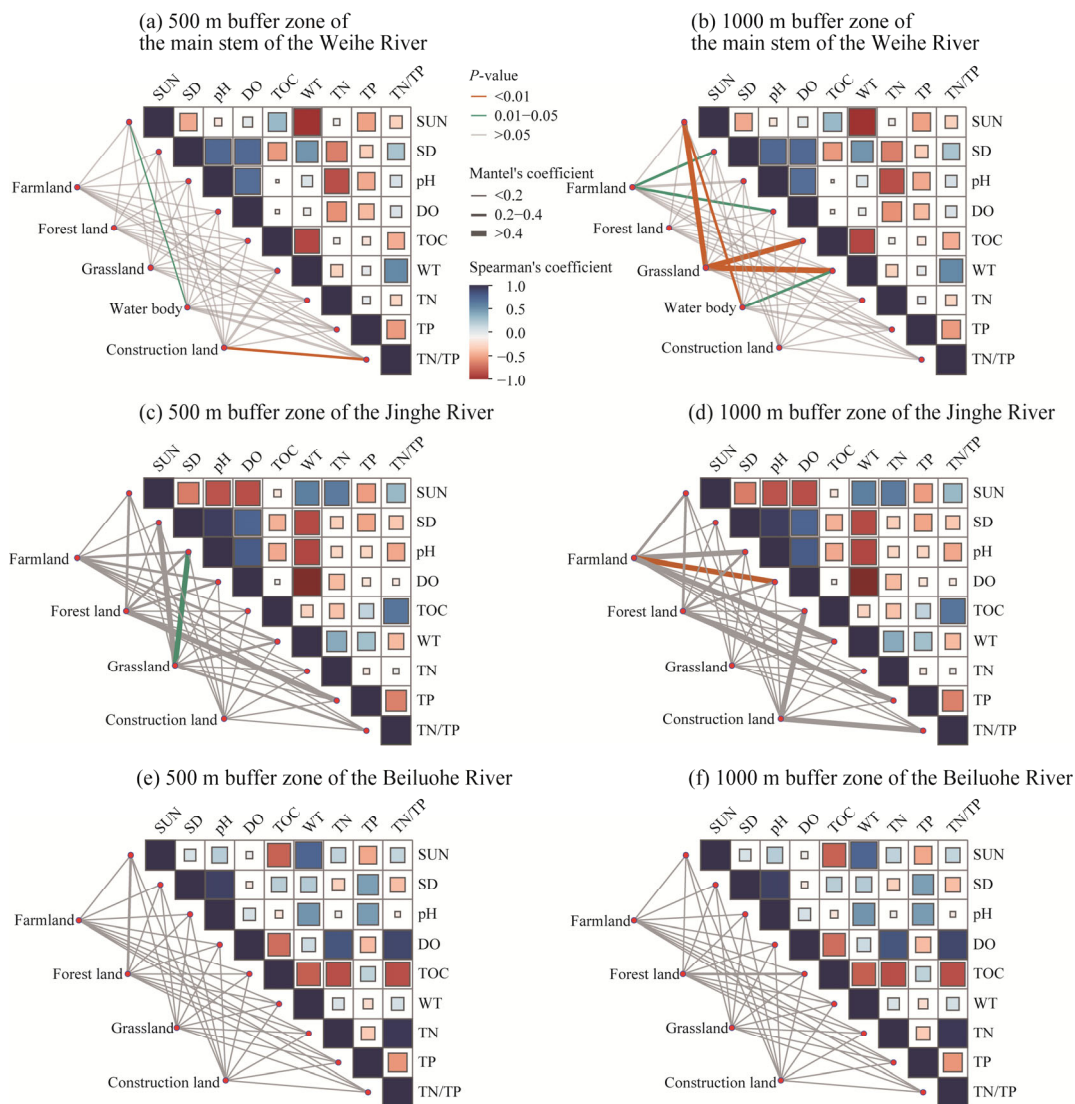 (a) 500 m buffer zone of
the main stem of the Weihe River
(b) 1000 m buffer zone of
the main stem of the Weihe River
SUN SD pH DO TOC WT TN TP TN/TP
SUN
SD
pH
DO
TOC
WT
TN
TP
TN/TP
Farmland
Forest land
Grassland
Water body
Construction land
P-value
<0.01
0.01−0.05
>0.05
Mantel's coefficient
<0.2
0.2−0.4
>0.4
Spearman's coefficient
1.0
0.5
0.0
−0.5
−1.0
SUN SD pH DO TOC WT TN TP TN/TP
SUN
SD
pH
DO
TOC
WT
TN
TP
TN/TP
Farmland
Forest land
Grassland
Water body
Construction land
(c) 500 m buffer zone of the Jinghe River
SUN SD pH DO TOC WT TN TP TN/TP
SUN
SD
pH
DO
TOC
WT
TN
TP
TN/TP
Farmland
Forest land
Grassland
Construction land
(d) 1000 m buffer zone of the Jinghe River
SUN SD pH DO TOC WT TN TP TN/TP
SUN
SD
pH
DO
TOC
WT
TN
TP
TN/TP
Farmland
Forest land
Grassland
Construction land
(e) 500 m buffer zone of the Beiluohe River
SUN SD pH DO TOC WT TN TP TN/TP
SUN
SD
pH
DO
TOC
WT
TN
TP
TN/TP
Farmland
Forest land
Grassland
Construction land
(f) 1000 m buffer zone of the Beiluohe River
SUN SD pH DO TOC WT TN TP TN/TP
SUN
SD
pH
DO
TOC
WT
TN
TP
TN/TP
Farmland
Forest land
Grassland
Construction land